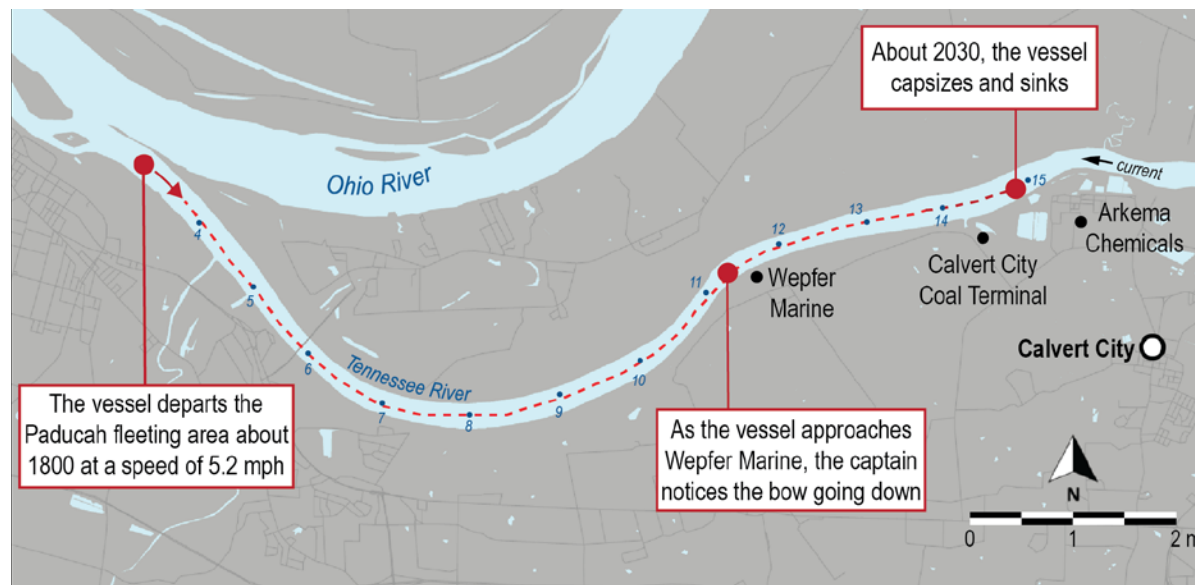 About 2030, the vessel
capsizes and sinks
current
Ohio River
15
14
13
12
11
10
9
8
7
6
5
4
Arkema
Chemicals
Calvert City
Coal Terminal
Wepfer
Marine
Calvert City
Tennessee River
The vessel departs the
Paducah fleeting area about
1800 at a speed of 5.2 mph
As the vessel approaches
Wepfer Marine, the captain
notices the bow going down
N
0 1 2 m